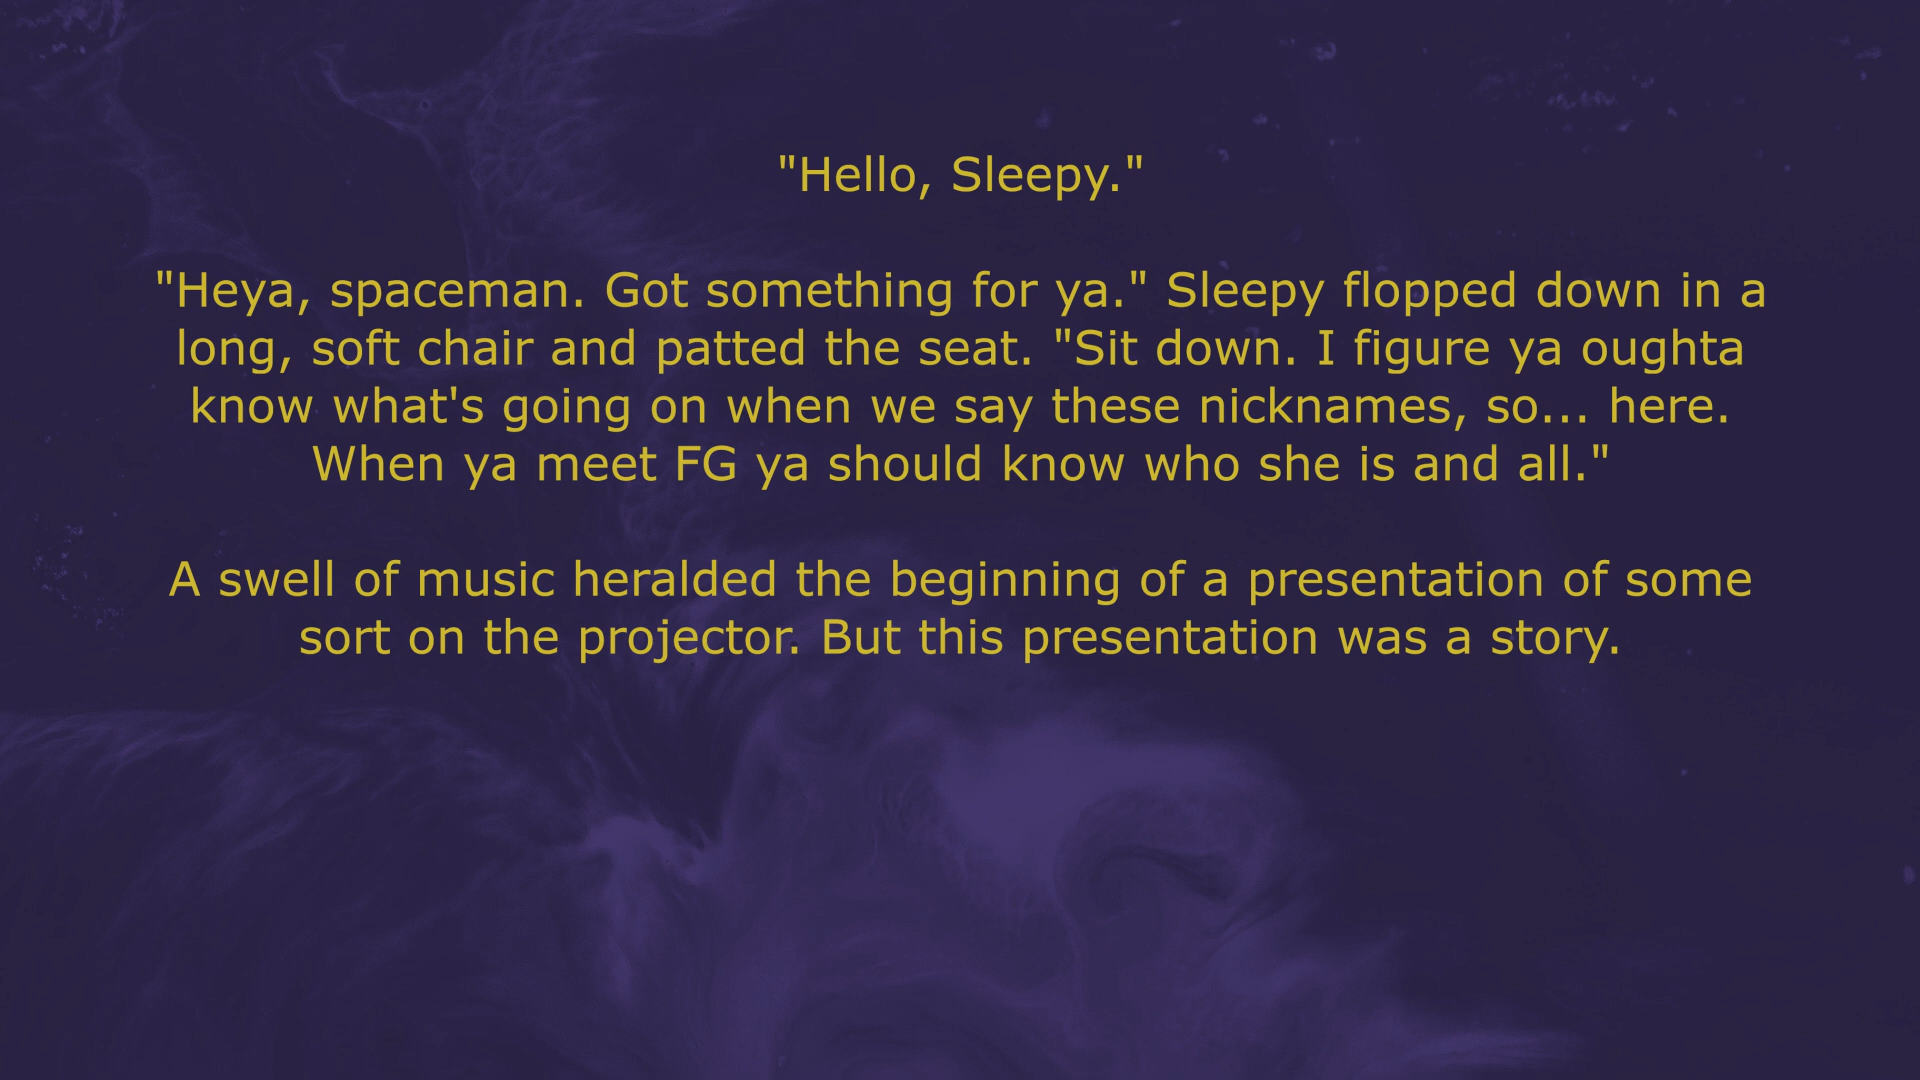 "Hello, Sleepy."
"Heya, spaceman. Got something for ya." Sleepy flopped down in a
long, soft chair and patted the seat. "Sit down. I figure ya oughta
know what's going on when we say these nicknames, so... here.
When ya meet FG ya should know who she is and all."
A swell of music heralded the beginning of a presentation of some
sort on the projector. But this presentation was a story.